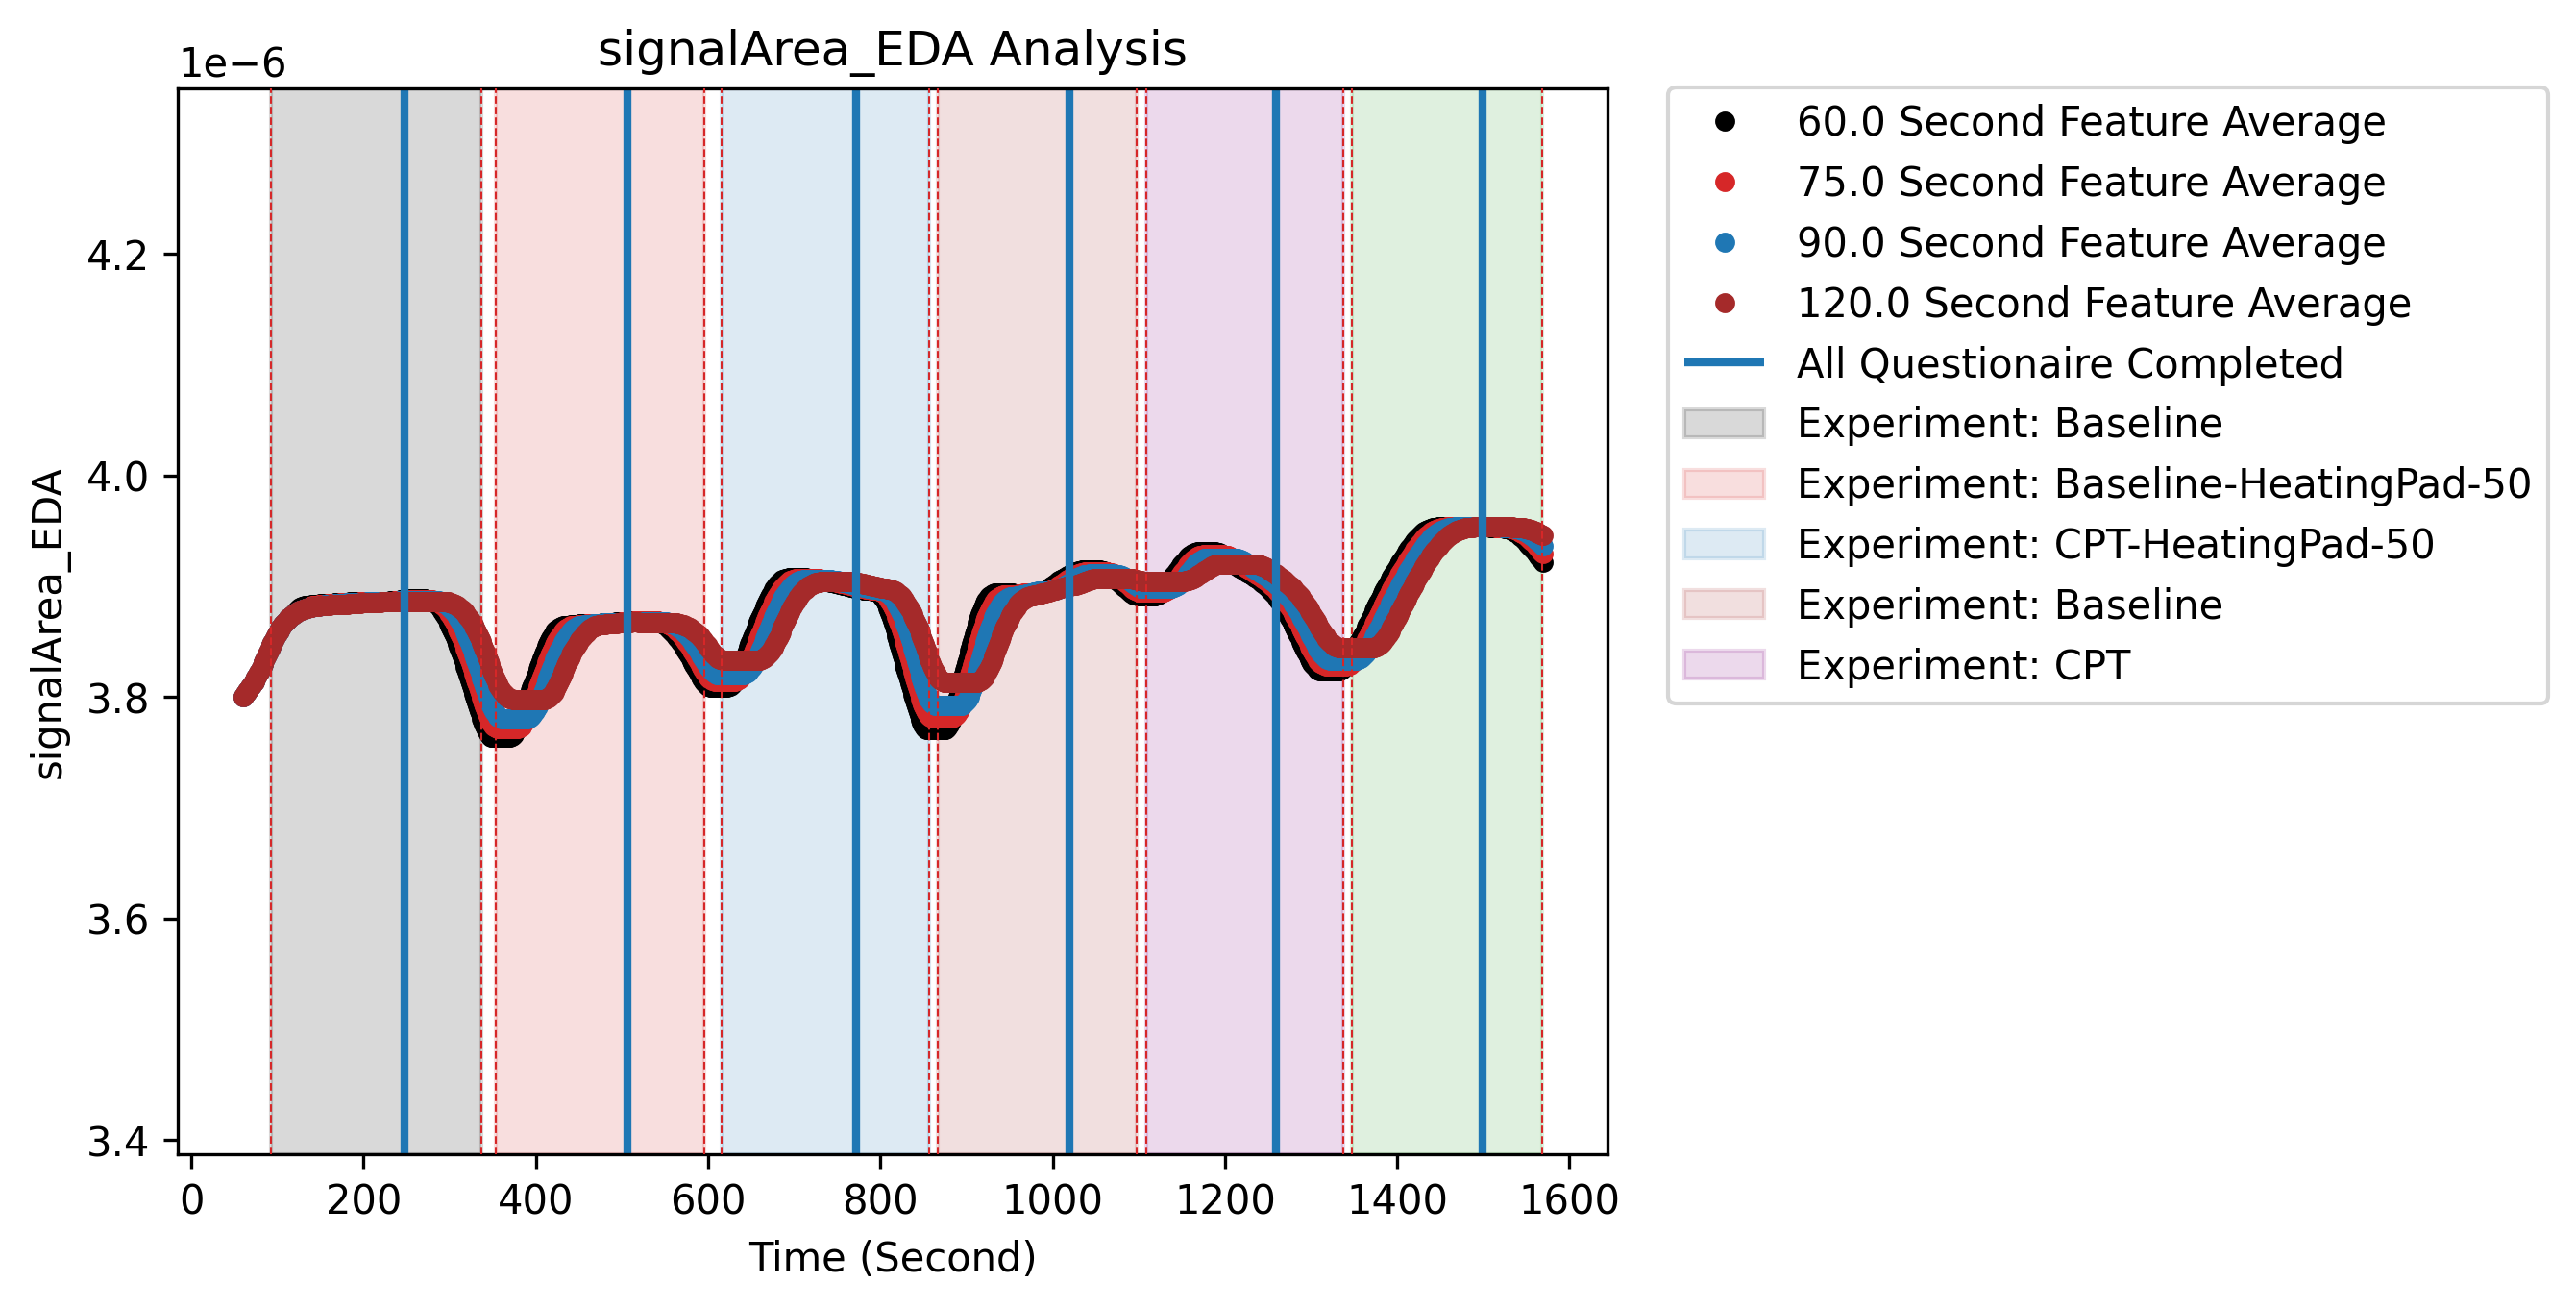 signalArea_EDA Analysis
1e−6
signalArea_EDA
4.2
4.0
3.8
3.6
3.4
0 200 400 600 800 1000 1200 1400 1600
Time (Second)
60.0 Second Feature Average
75.0 Second Feature Average
90.0 Second Feature Average
120.0 Second Feature Average
All Questionaire Completed
Experiment: Baseline
Experiment: Baseline-HeatingPad-50
Experiment: CPT-HeatingPad-50
Experiment: Baseline
Experiment: CPT